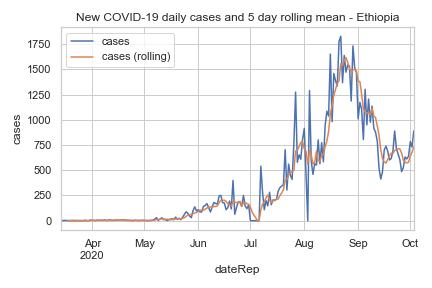 New COVID-19 daily cases and 5 day rolling mean - Ethiopia
cases
cases (rolling)
1750
1500
1250
1000
750
500
250
0
cases
Apr
2020
May
Jun
Jul
Aug
Sep
Oct
dateRep